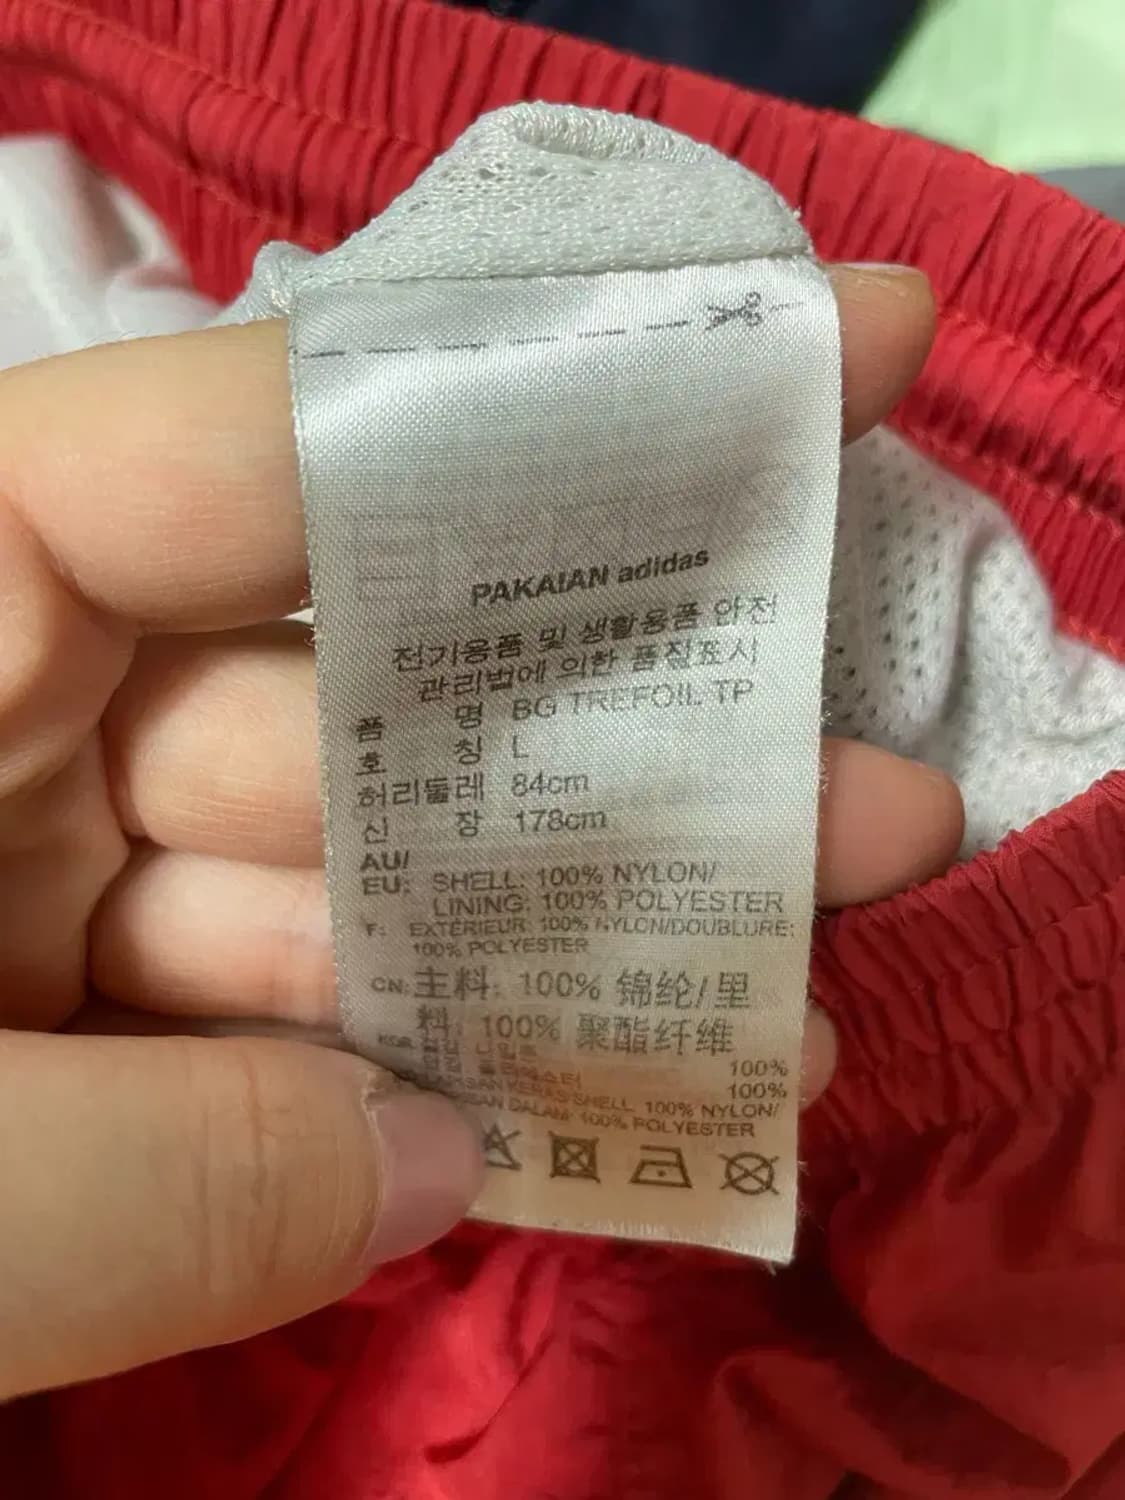 PAKAIAN adidas
전기용품 및 생활용품 안전
관리법에 의한 품질표시
품 명 BG TREFOIL TP
호 칭 L
허리둘레 84cm
신 장 178cm
AU/
EU: SHELL: 100% NYLON/
LINING: 100% POLYESTER
F: EXTERIEUR: 100% NYLON/DOUBLURE:
100% POLYESTER
CN: 主料: 100% 锦纶/里
料: 100% 聚酯纤维
KOR
100%
100%
SHELL 100% NYLON/
DALAM: 100% POLYESTER